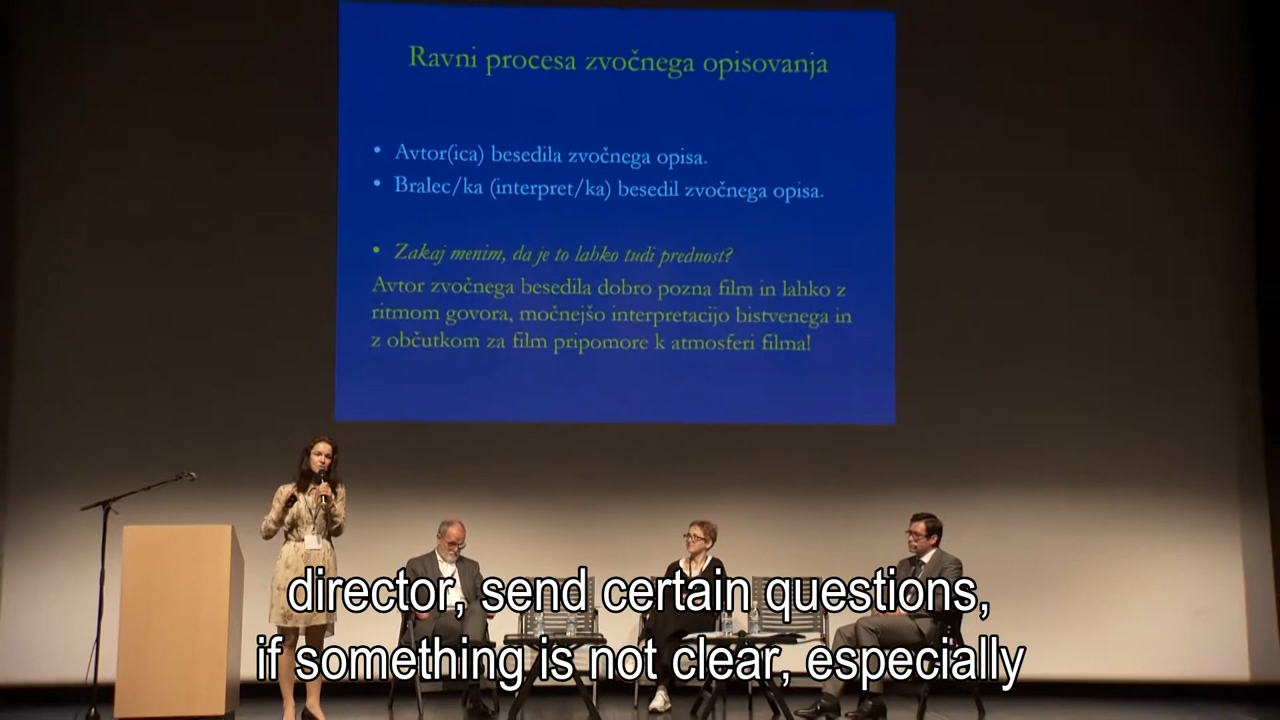 Ravni procesa zvočnega opisovanja
• Avtor(ica) besedila zvočnega opisa.
• Bralec/ka (interpret/ka) besedil zvočnega opisa.
• Zakaj menim, da je to lahko tudi prednost?
Avtor zvočnega besedila dobro pozna film in lahko z
ritmom govora, močnejšo interpretacijo bistvenega in
z občutkom za film pripomore k atmosferi filma!
director, send certain questions,
if something is not clear, especially